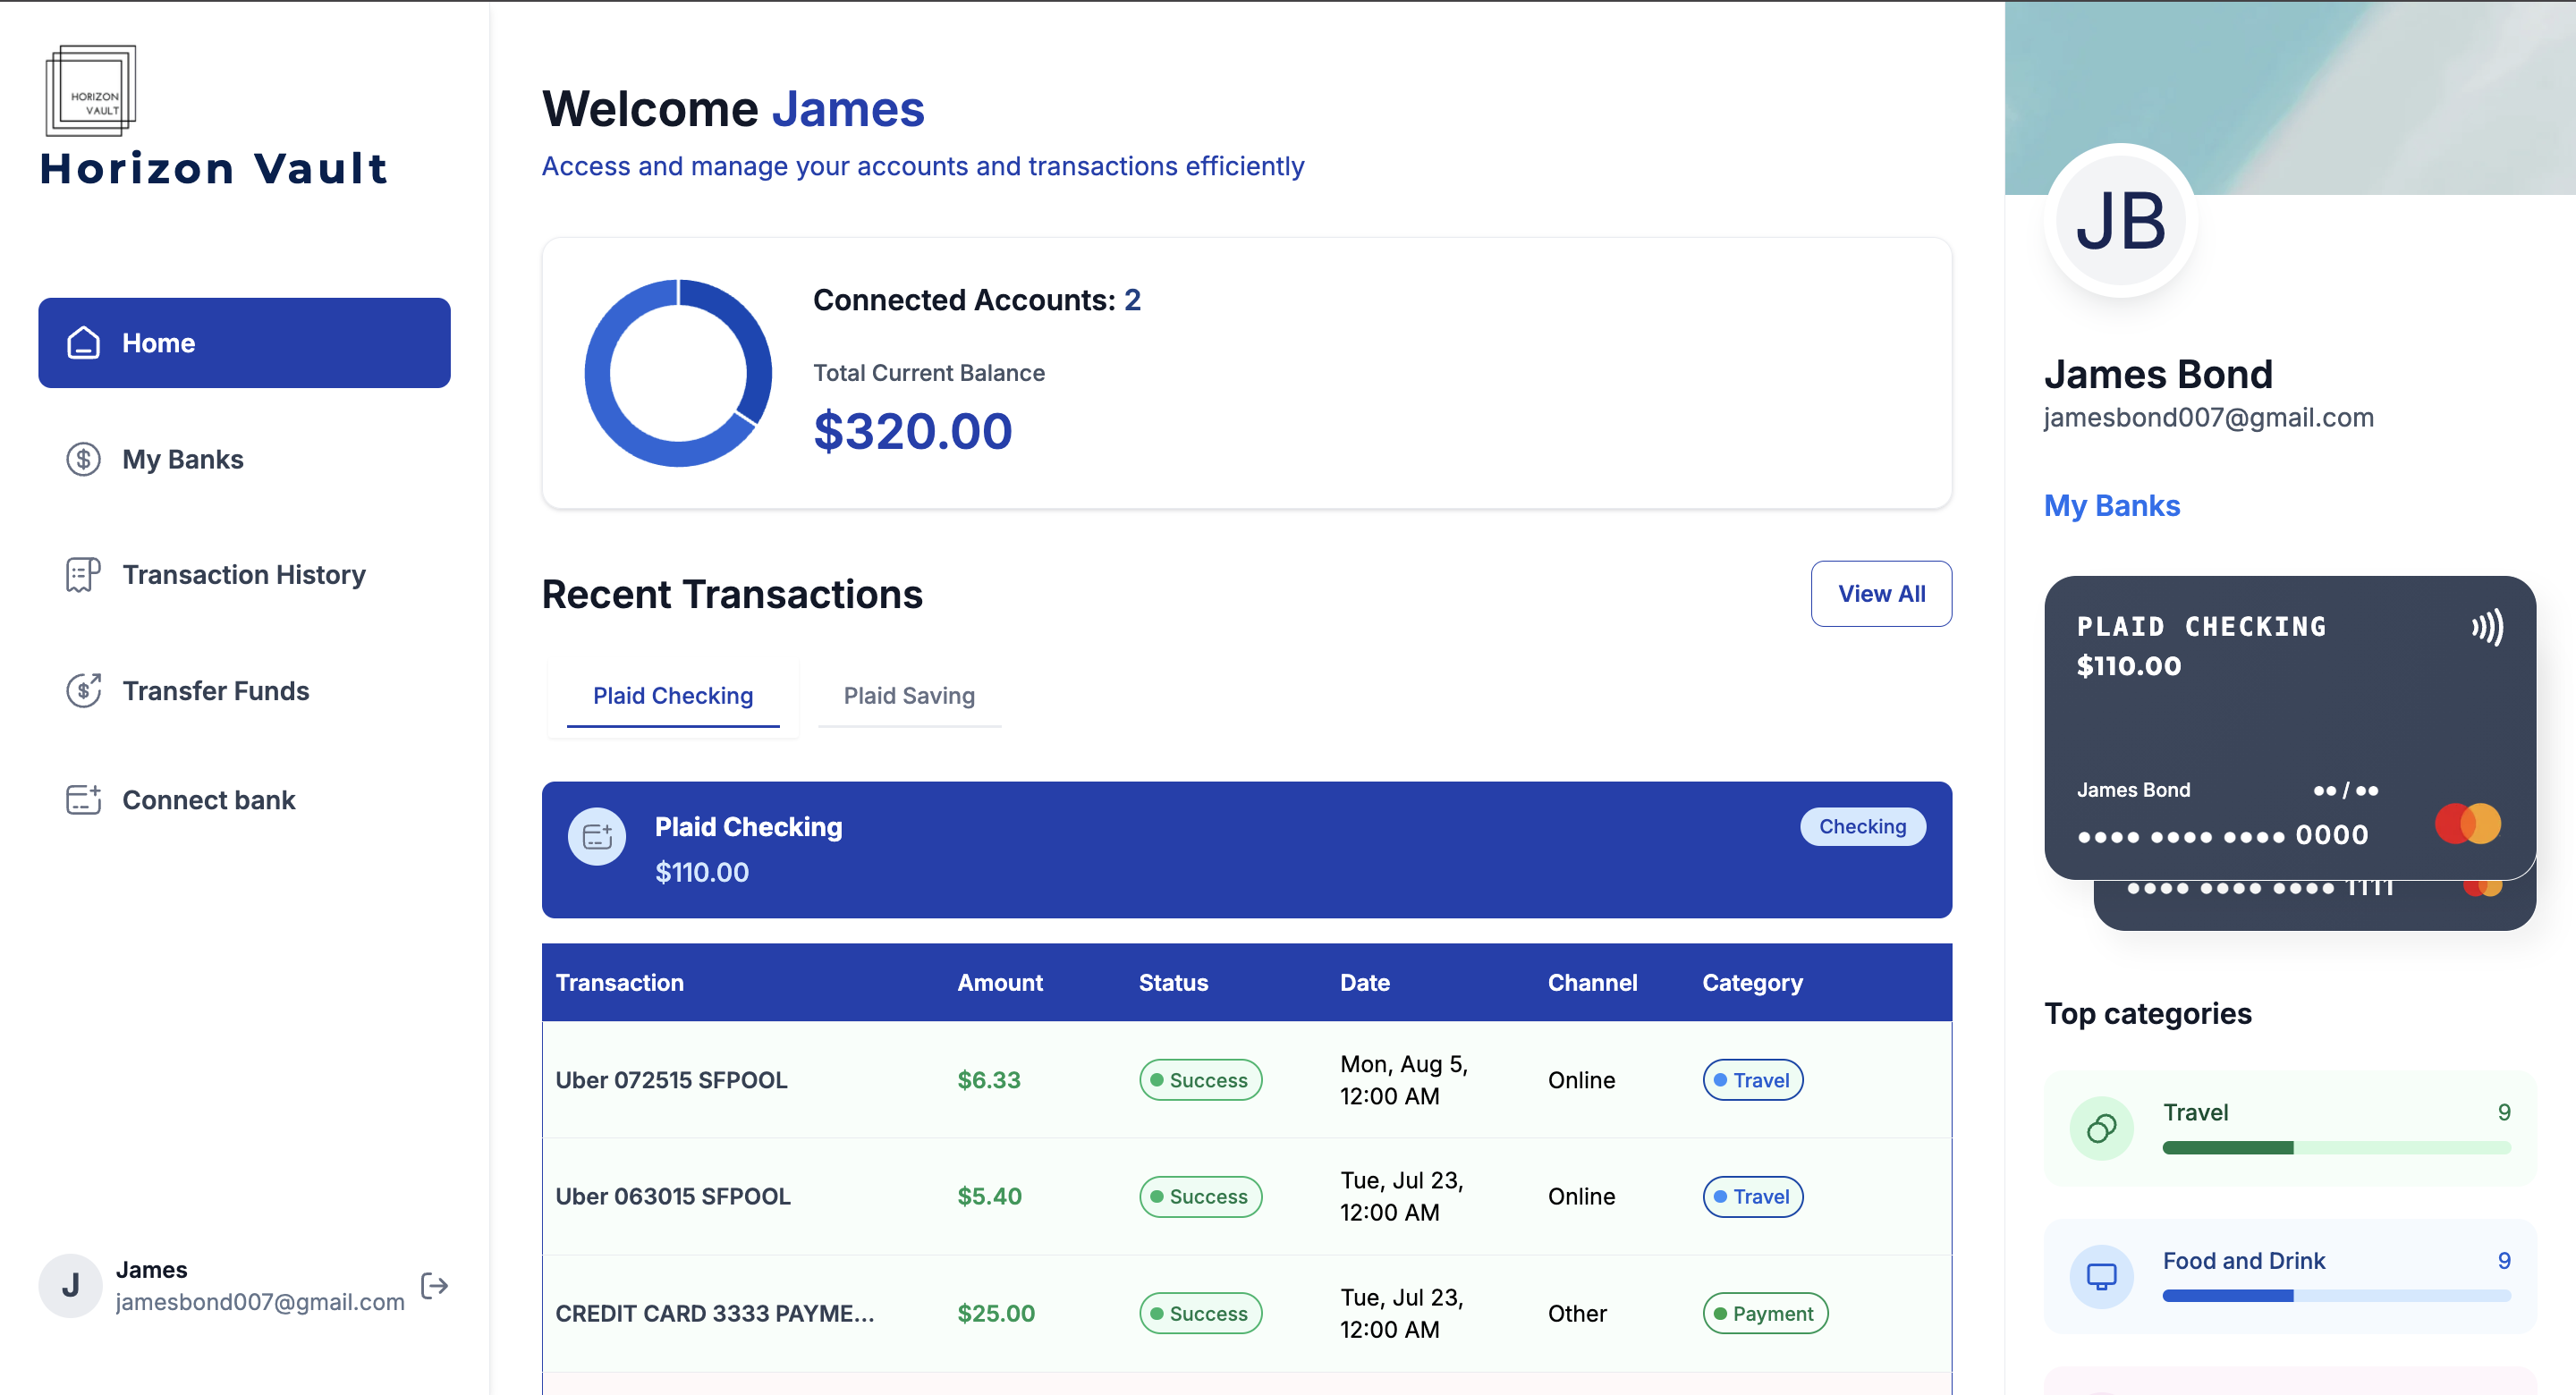 HORIZON
VAULT
Horizon Vault
Home
My Banks
Transaction History
Transfer Funds
Connect bank
J
James
jamesbond007@gmail.com
Welcome James
Access and manage your accounts and transactions efficiently
Connected Accounts: 2
Total Current Balance
$320.00
Recent Transactions
View All
Plaid Checking
Plaid Saving
Plaid Checking
Checking
$110.00
Transaction Amount Status Date Channel Category
Uber 072515 SFPOOL $6.33 Success Mon, Aug 5, 12:00 AM Online Travel
Uber 063015 SFPOOL $5.40 Success Tue, Jul 23, 12:00 AM Online Travel
CREDIT CARD 3333 PAYME... $25.00 Success Tue, Jul 23, 12:00 AM Other Payment
JB
James Bond
jamesbond007@gmail.com
My Banks
PLAID CHECKING
$110.00
James Bond ●● / ●●
●●●● ●●●● ●●●● 0000
●●●● ●●●● ●●●● 1111
Top categories
Travel 9
Food and Drink 9